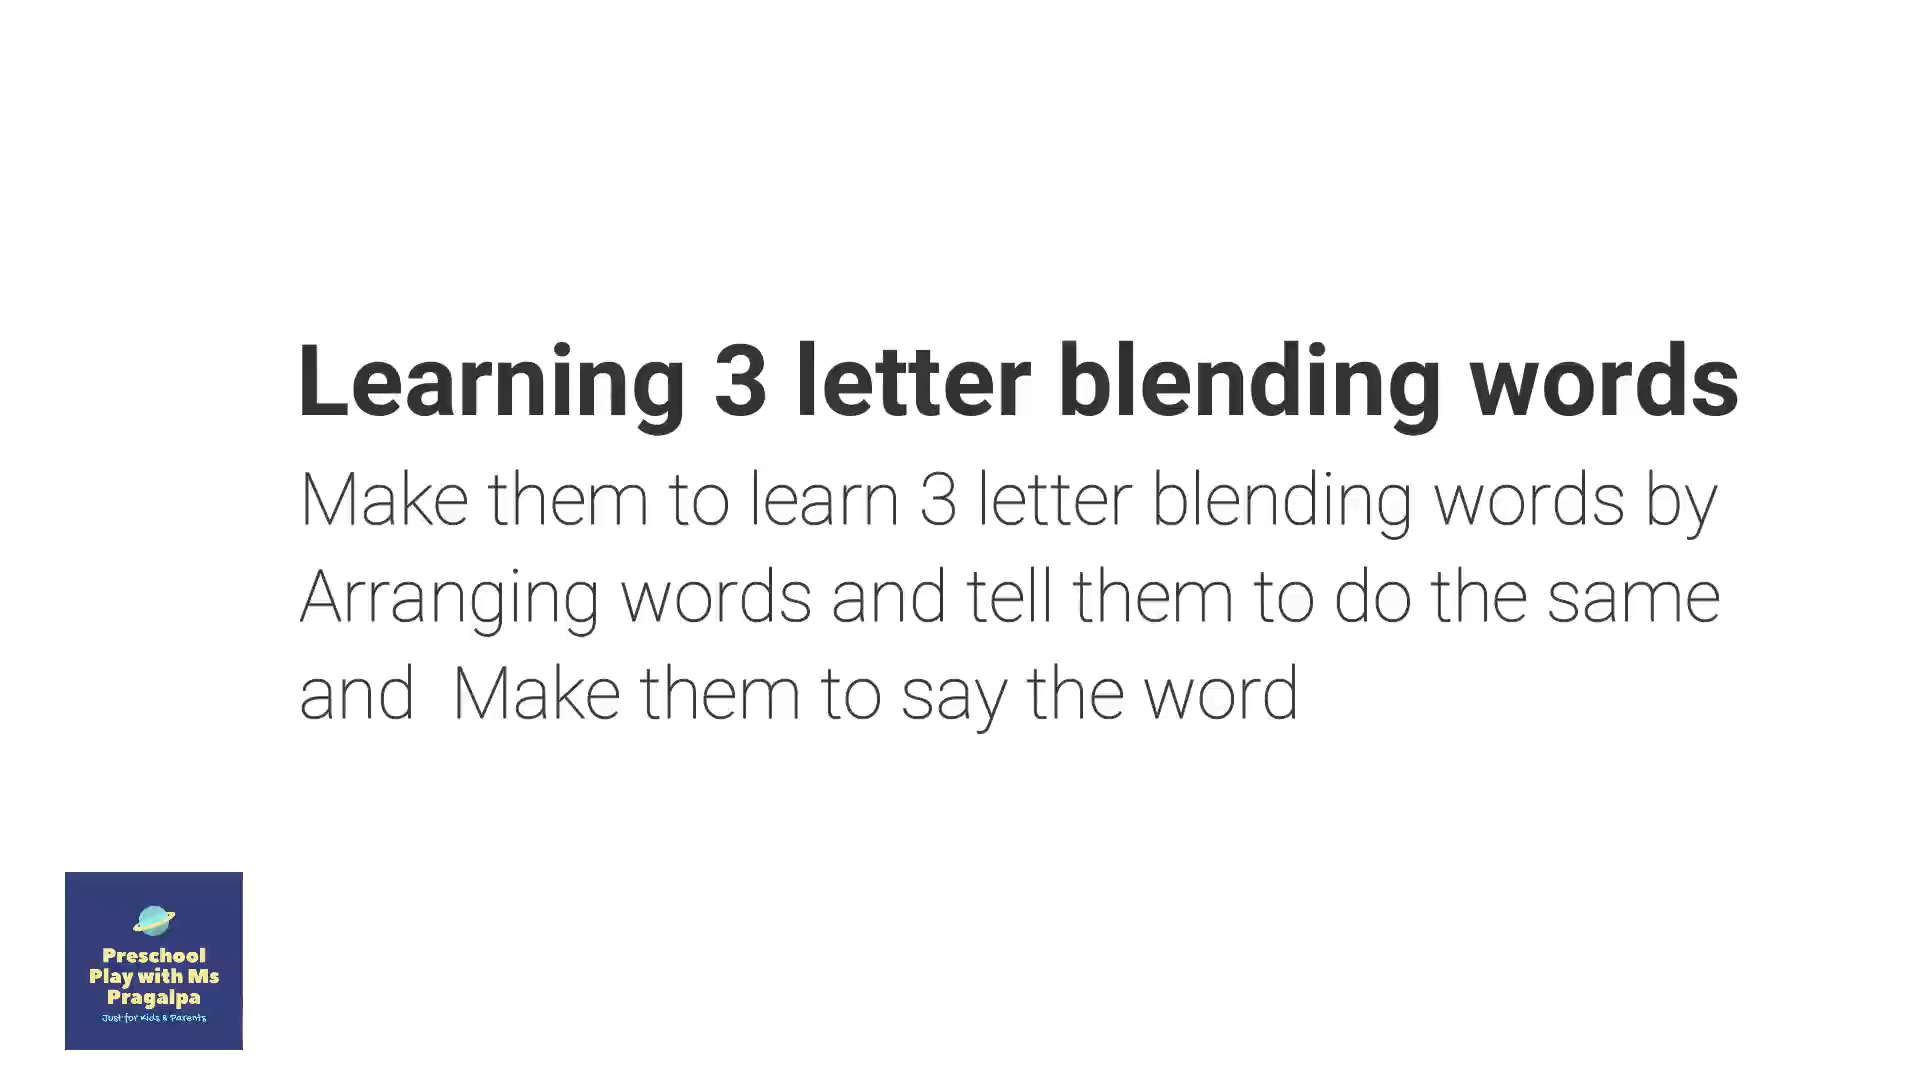 Learning 3 letter blending words
Make them to learn 3 letter blending words by
Arranging words and tell them to do the same
and  Make them to say the word
Preschool
Play with Ms
Pragalpa
Just for Kids & Parents